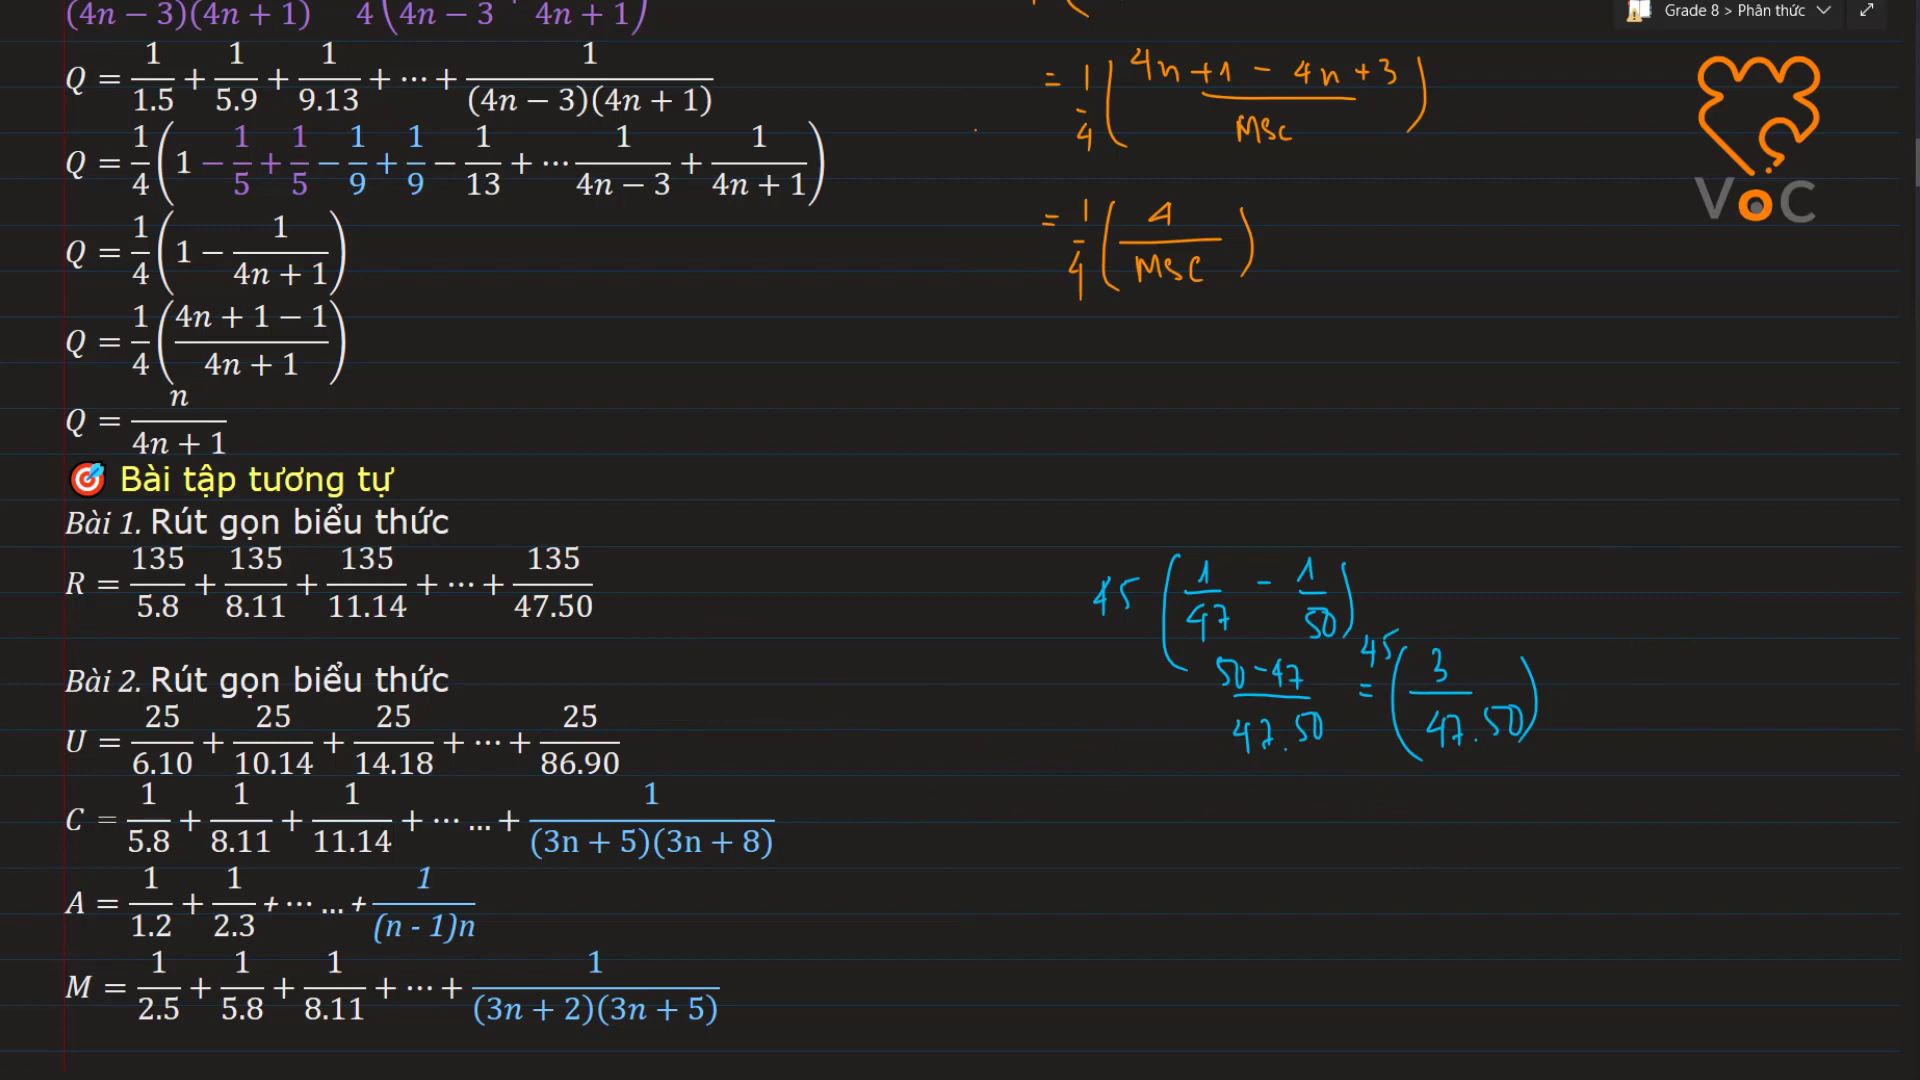 (4n − 3)(4n + 1) 4 (4n − 3 4n + 1)
Grade 8 > Phân thức
Q = 1/1.5 + 1/5.9 + 1/9.13 + ⋯ + 1/((4n − 3)(4n + 1))
= 1/4 ((4n + 1 − 4n + 3)/MSC)
Q = 1/4 (1 − 1/5 + 1/5 − 1/9 + 1/9 − 1/13 + ⋯ 1/(4n − 3) + 1/(4n + 1))
VOC
= 1/4 (4/MSC)
Q = 1/4 (1 − 1/(4n + 1))
Q = 1/4 ((4n + 1 − 1)/(4n + 1))
Q = n/(4n + 1)
🎯 Bài tập tương tự
Bài 1. Rút gọn biểu thức
R = 135/5.8 + 135/8.11 + 135/11.14 + ⋯ + 135/47.50
45 (1/47 − 1/50)
(50 − 47)/47.50 = 45 (3/47.50)
Bài 2. Rút gọn biểu thức
U = 25/6.10 + 25/10.14 + 25/14.18 + ⋯ + 25/86.90
C = 1/5.8 + 1/8.11 + 1/11.14 + ⋯ ... + 1/((3n + 5)(3n + 8))
A = 1/1.2 + 1/2.3 + ⋯ ... + 1/((n - 1)n)
M = 1/2.5 + 1/5.8 + 1/8.11 + ⋯ + 1/((3n + 2)(3n + 5))